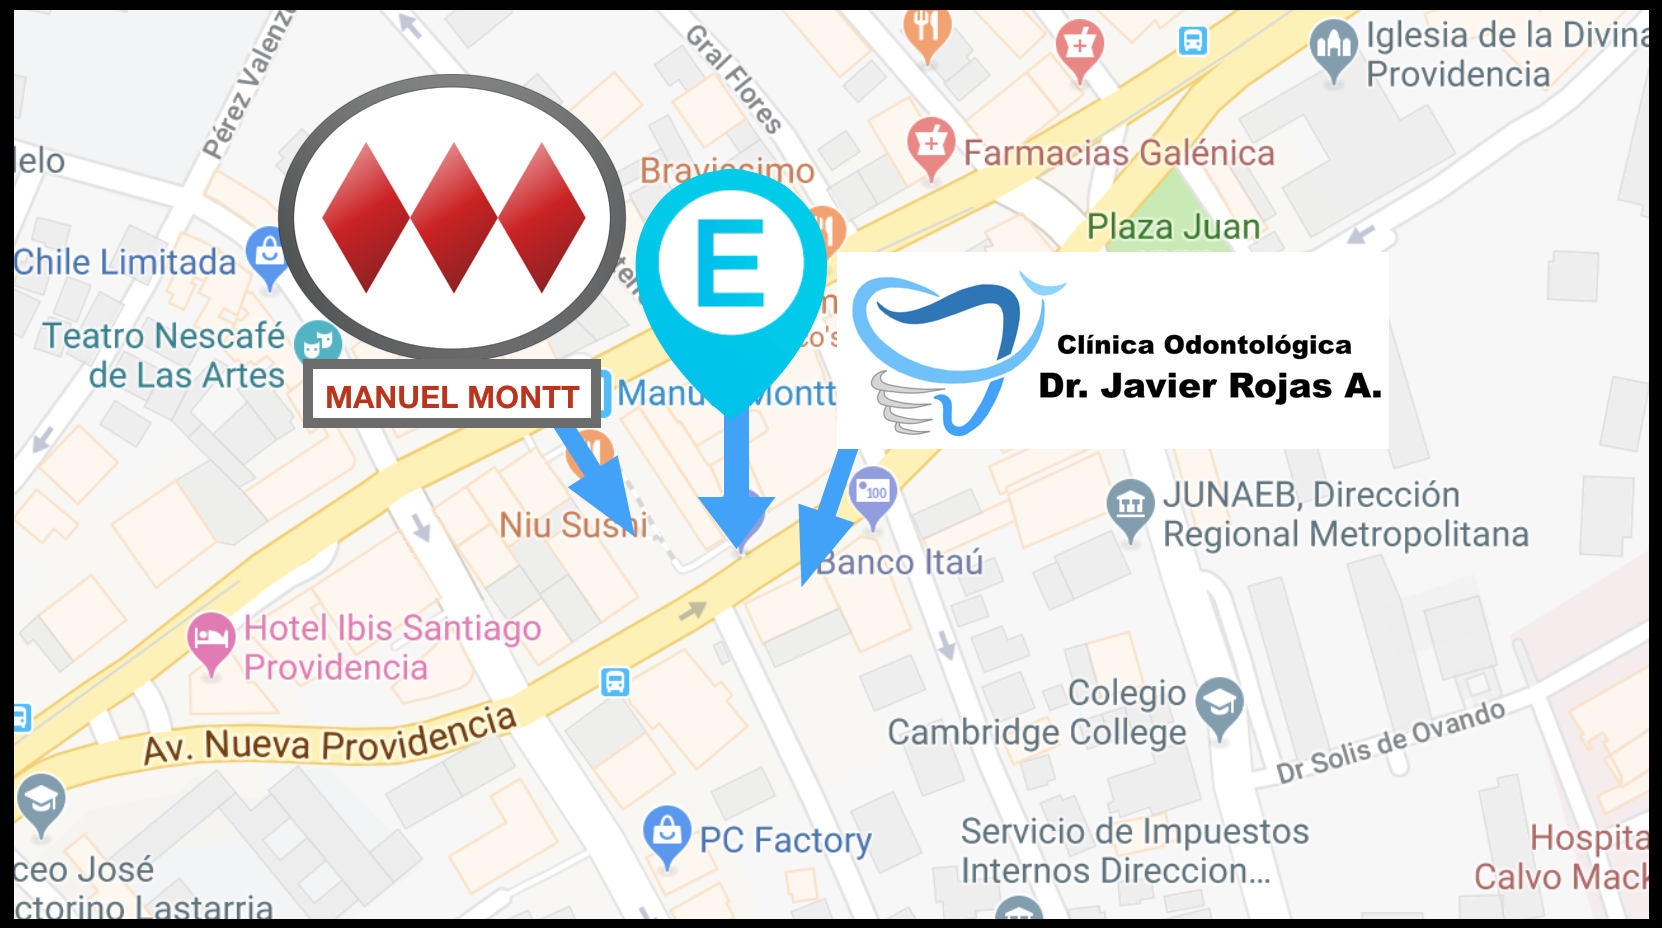 Pérez Valenz
Gral Flores
Iglesia de la Divina
Providencia
Farmacias Galénica
Bravissimo
Plaza Juan
Chile Limitada
E
Teatro Nescafé
de Las Artes
MANUEL MONTT
Clínica Odontológica
Dr. Javier Rojas A.
Niu Sushi
100
Banco Itaú
JUNAEB, Dirección
Regional Metropolitana
Hotel Ibis Santiago
Providencia
Av. Nueva Providencia
Colegio
Cambridge College
Dr Solis de Ovando
PC Factory
Servicio de Impuestos
Internos Direccion...
Hospita
Calvo Mack
ceo José
ctorino Lastarria